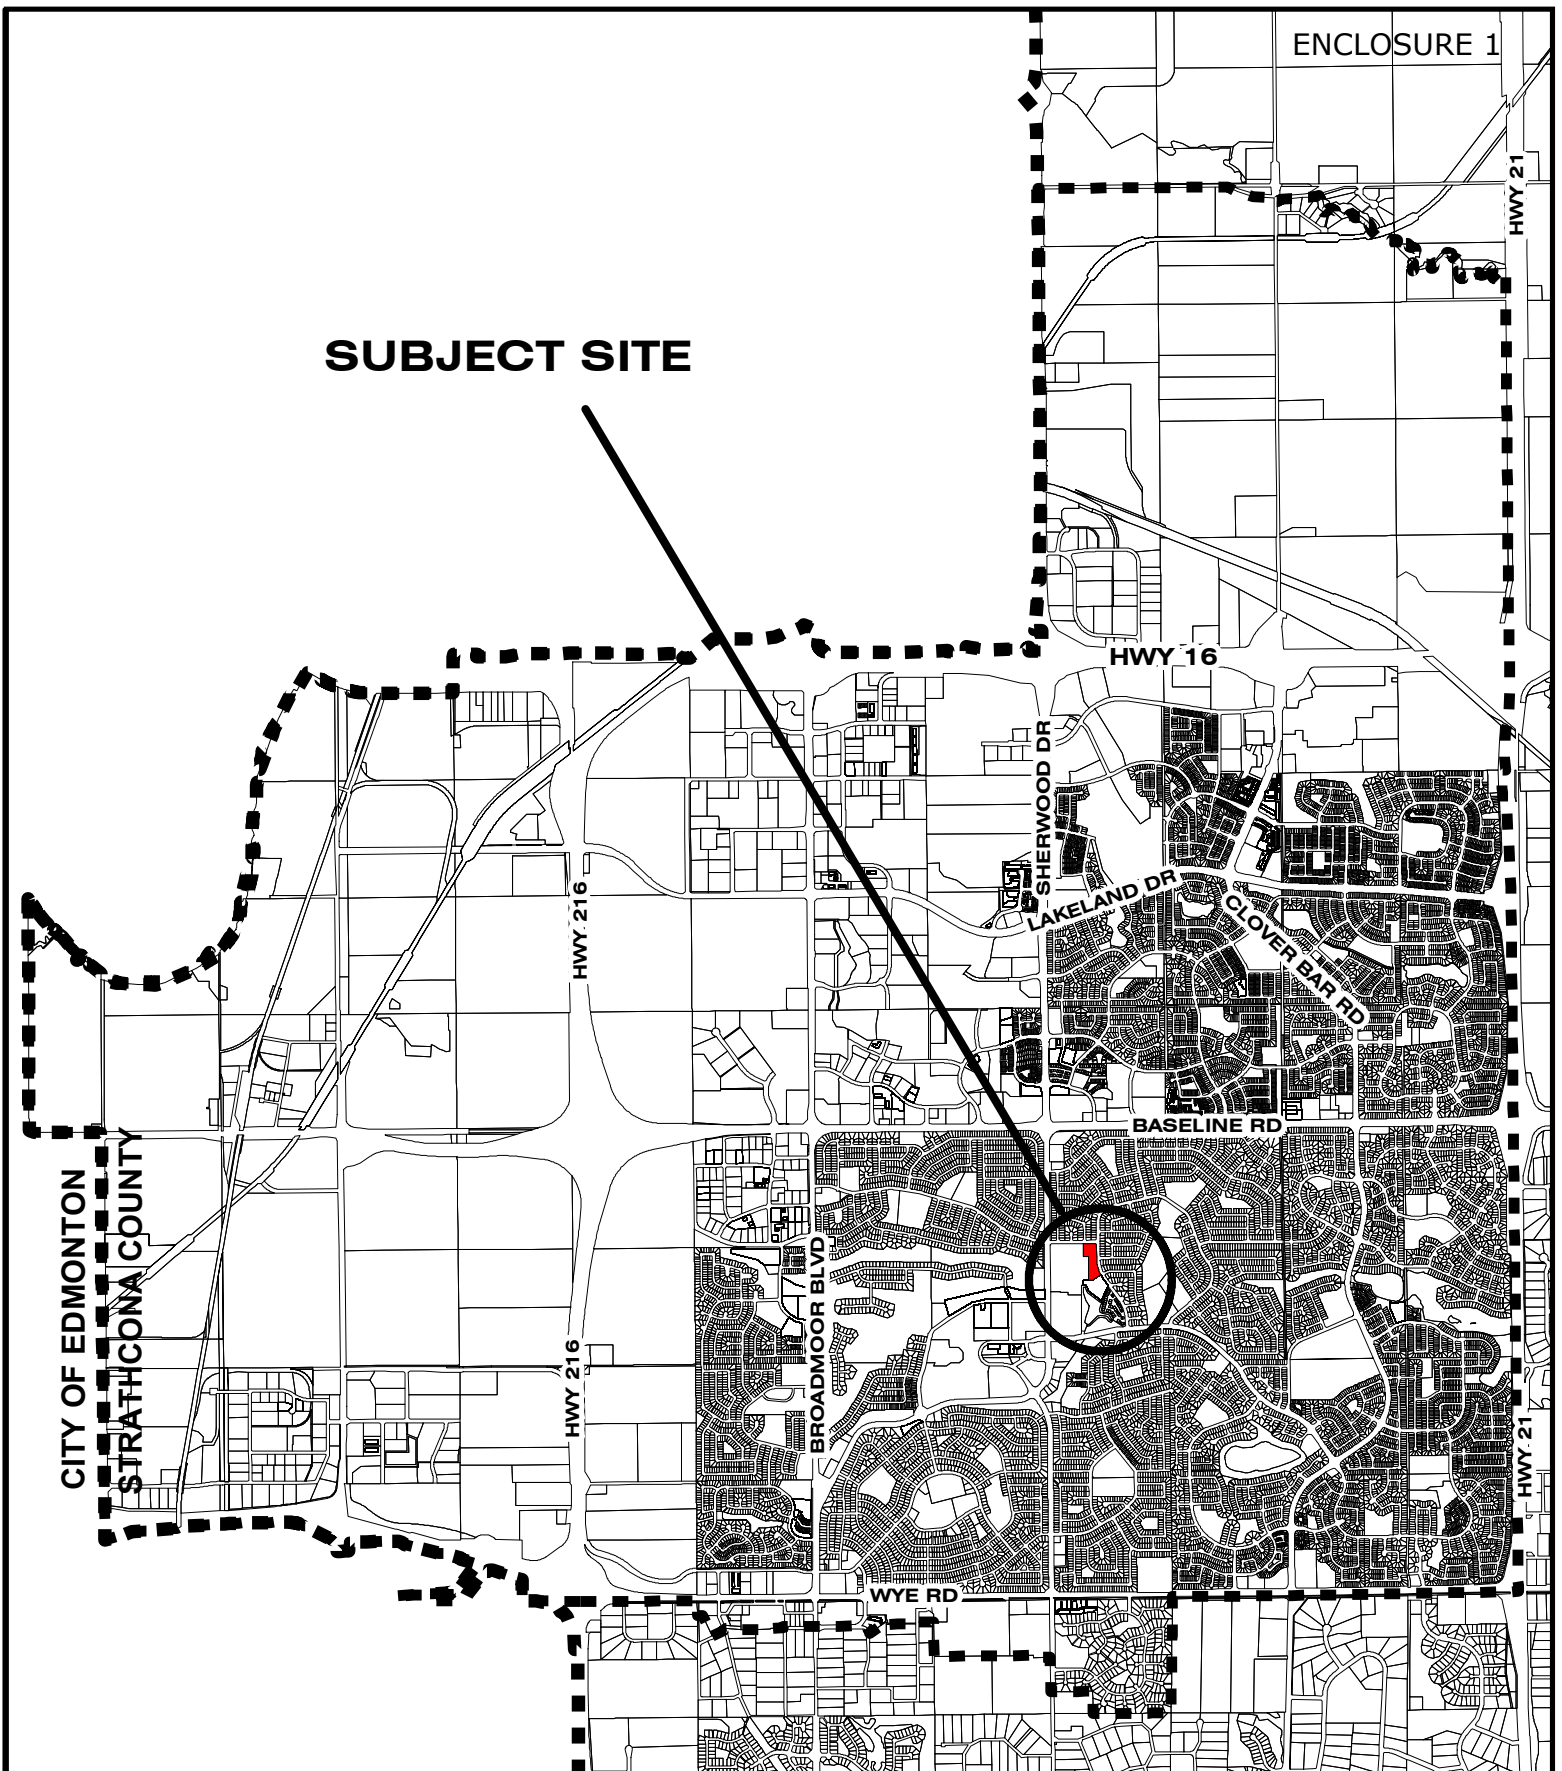 ENCLOSURE 1
HWY 21
SUBJECT SITE
HWY 16
SHERWOOD DR
LAKELAND DR
HWY 216
CLOVER BAR RD
BASELINE RD
CITY OF EDMONTON
STRATHCONA COUNTY
BROADMOOR BLVD
HWY 216
HWY 21
WYE RD